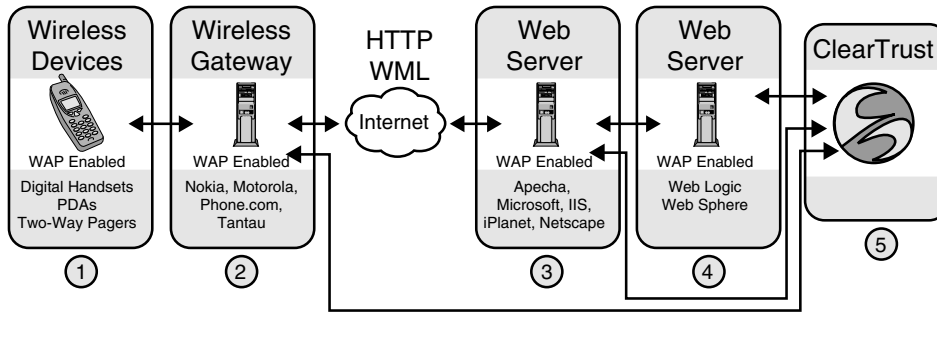 Wireless
Devices
WAP Enabled
Digital Handsets
PDAs
Two-Way Pagers
1
Wireless
Gateway
WAP Enabled
Nokia, Motorola,
Phone.com,
Tantau
2
HTTP
WML
Internet
Web
Server
WAP Enabled
Apecha,
Microsoft, IIS,
iPlanet, Netscape
3
Web
Server
WAP Enabled
Web Logic
Web Sphere
4
ClearTrust
5